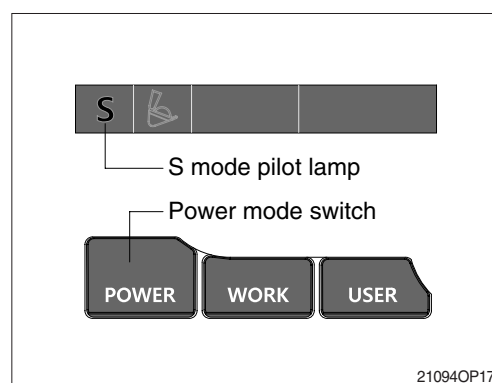 S
S mode pilot lamp
Power mode switch
POWER WORK USER
21094OP17